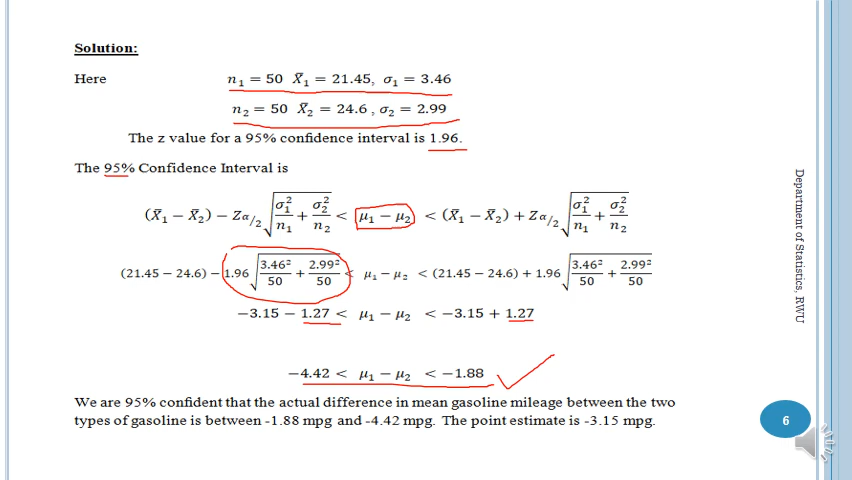 Solution:
Here n₁ = 50 X̄₁ = 21.45, σ₁ = 3.46
n₂ = 50 X̄₂ = 24.6 , σ₂ = 2.99
The z value for a 95% confidence interval is 1.96.
The 95% Confidence Interval is
(X̄₁ − X̄₂) − Zα/₂ √(σ₁²/n₁ + σ₂²/n₂) < μ₁ − μ₂ < (X̄₁ − X̄₂) + Zα/₂ √(σ₁²/n₁ + σ₂²/n₂)
(21.45 − 24.6) − 1.96 √(3.46²/50 + 2.99²/50) < μ₁ − μ₂ < (21.45 − 24.6) + 1.96 √(3.46²/50 + 2.99²/50)
−3.15 − 1.27 < μ₁ − μ₂ < −3.15 + 1.27
−4.42 < μ₁ − μ₂ < −1.88
We are 95% confident that the actual difference in mean gasoline mileage between the two
types of gasoline is between -1.88 mpg and -4.42 mpg. The point estimate is -3.15 mpg.
Department of Statistics, RWU
6